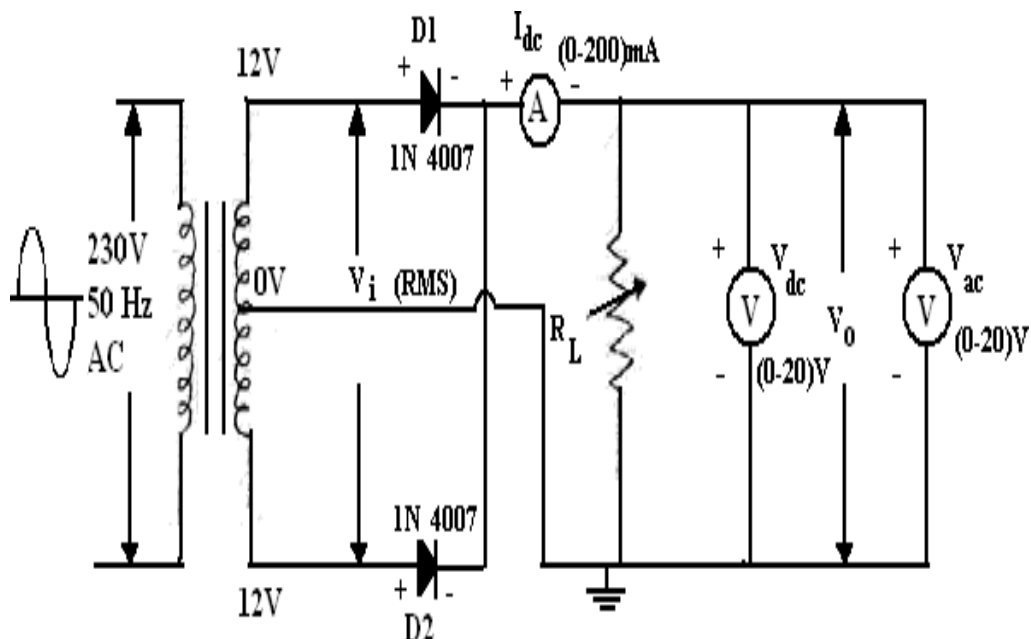 D1
I dc
(0-200)mA
12V
+ -
+ -
A
1N 4007
230V
50 Hz
AC
0V
V i (RMS)
R L
+
V dc
V
-
(0-20)V
V o
+
V ac
V
-
(0-20)V
1N 4007
12V
+ -
D2